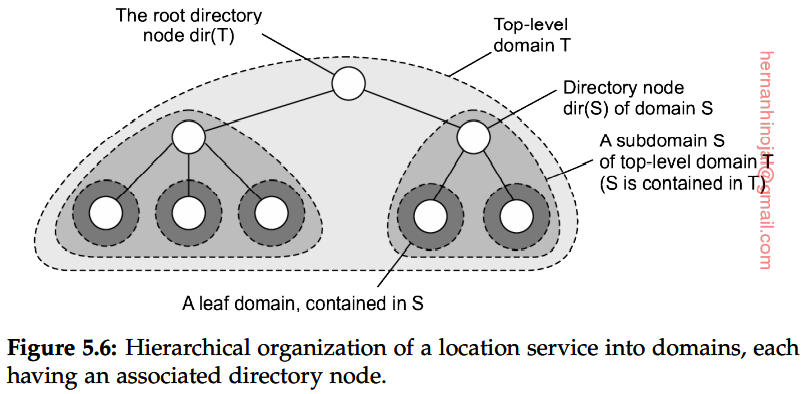 The root directory
node dir(T)
Top-level
domain T
Directory node
dir(S) of domain S
A subdomain S
of top-level domain T
(S is contained in T)
A leaf domain, contained in S
hernanhinojal@gmail.com
Figure 5.6: Hierarchical organization of a location service into domains, each
having an associated directory node.